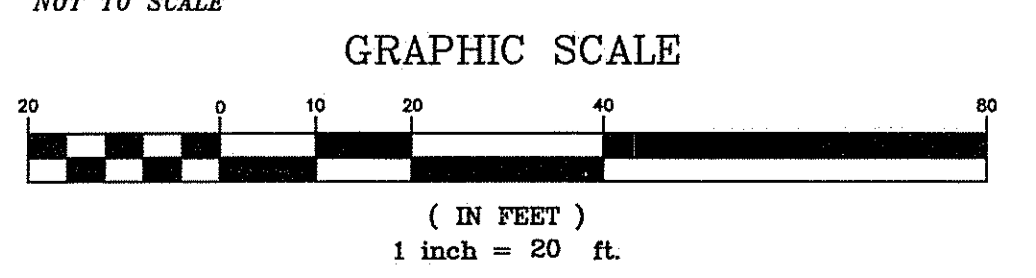 NOT TO SCALE
GRAPHIC SCALE
20 0 10 20 40 80
( IN FEET )
1 inch = 20 ft.